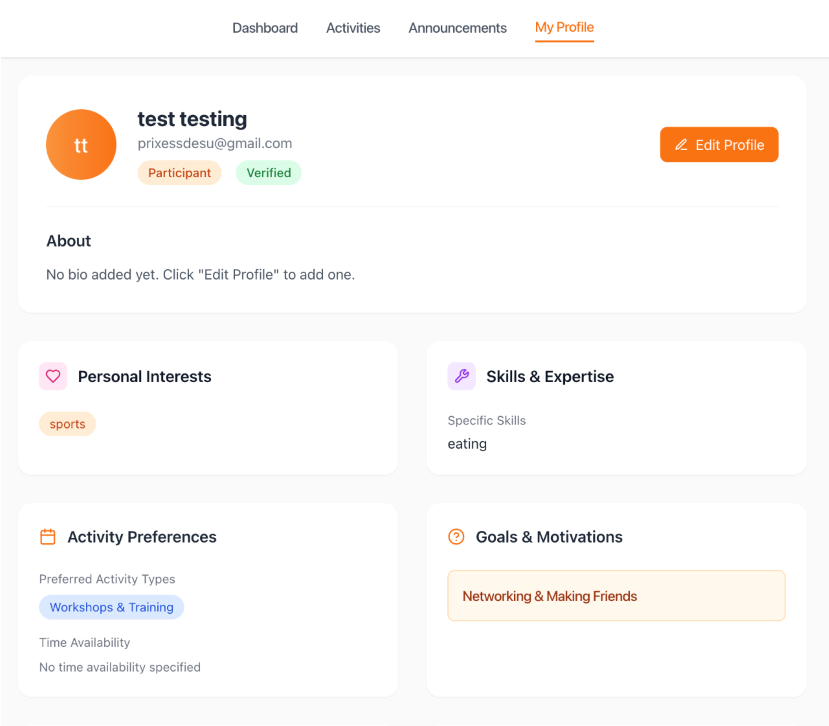 Dashboard Activities Announcements My Profile
tt
test testing
prixessdesu@gmail.com
Participant Verified
Edit Profile
About
No bio added yet. Click "Edit Profile" to add one.
Personal Interests
sports
Skills & Expertise
Specific Skills
eating
Activity Preferences
Preferred Activity Types
Workshops & Training
Time Availability
No time availability specified
Goals & Motivations
Networking & Making Friends